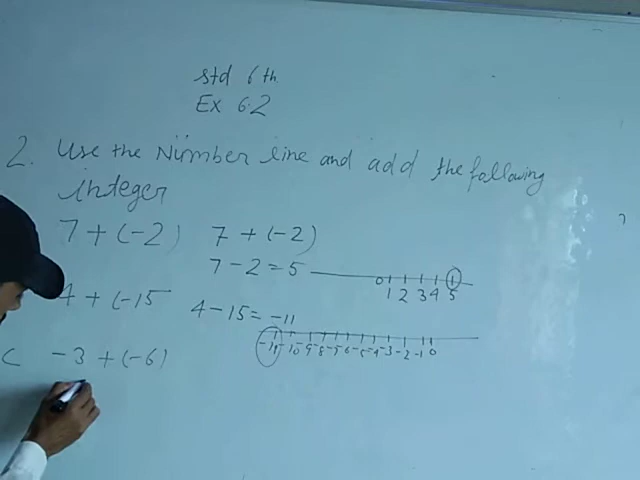 std 6th
Ex 6.2
2. Use the Number line and add the following
integer
7 + (-2) 7 + (-2)
7 - 2 = 5
0 1 2 3 4 5
4 + (-15 4 - 15 = -11
-11 -10 -9 -8 -7 -6 -5 -4 -3 -2 -1 0
C -3 + (-6)